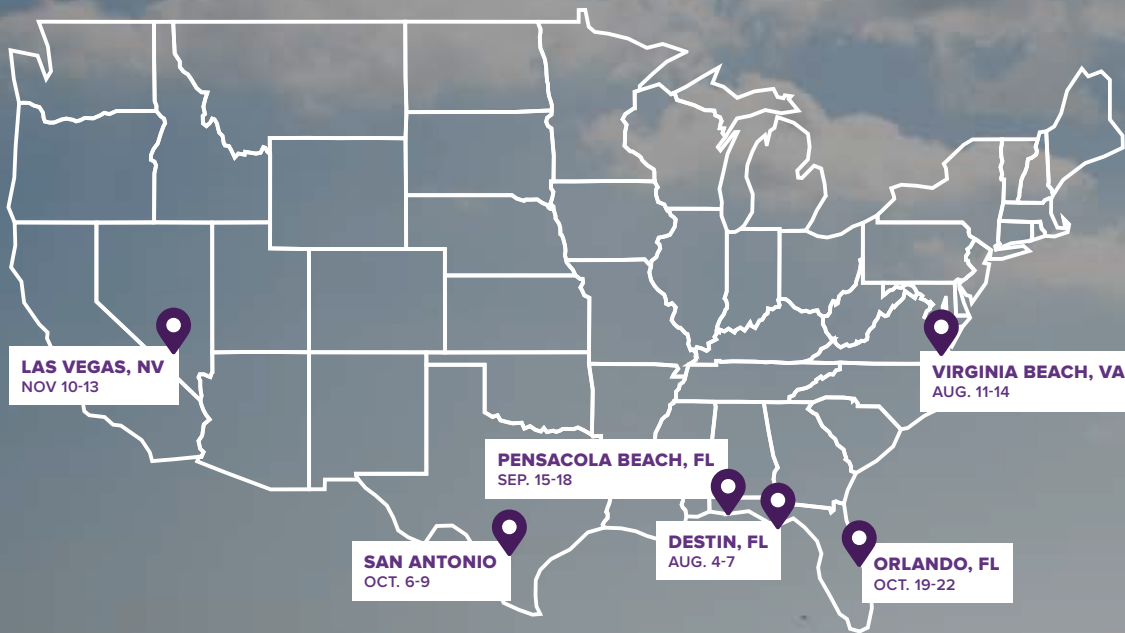 LAS VEGAS, NV
NOV 10-13
VIRGINIA BEACH, VA
AUG. 11-14
PENSACOLA BEACH, FL
SEP. 15-18
DESTIN, FL
AUG. 4-7
SAN ANTONIO
OCT. 6-9
ORLANDO, FL
OCT. 19-22